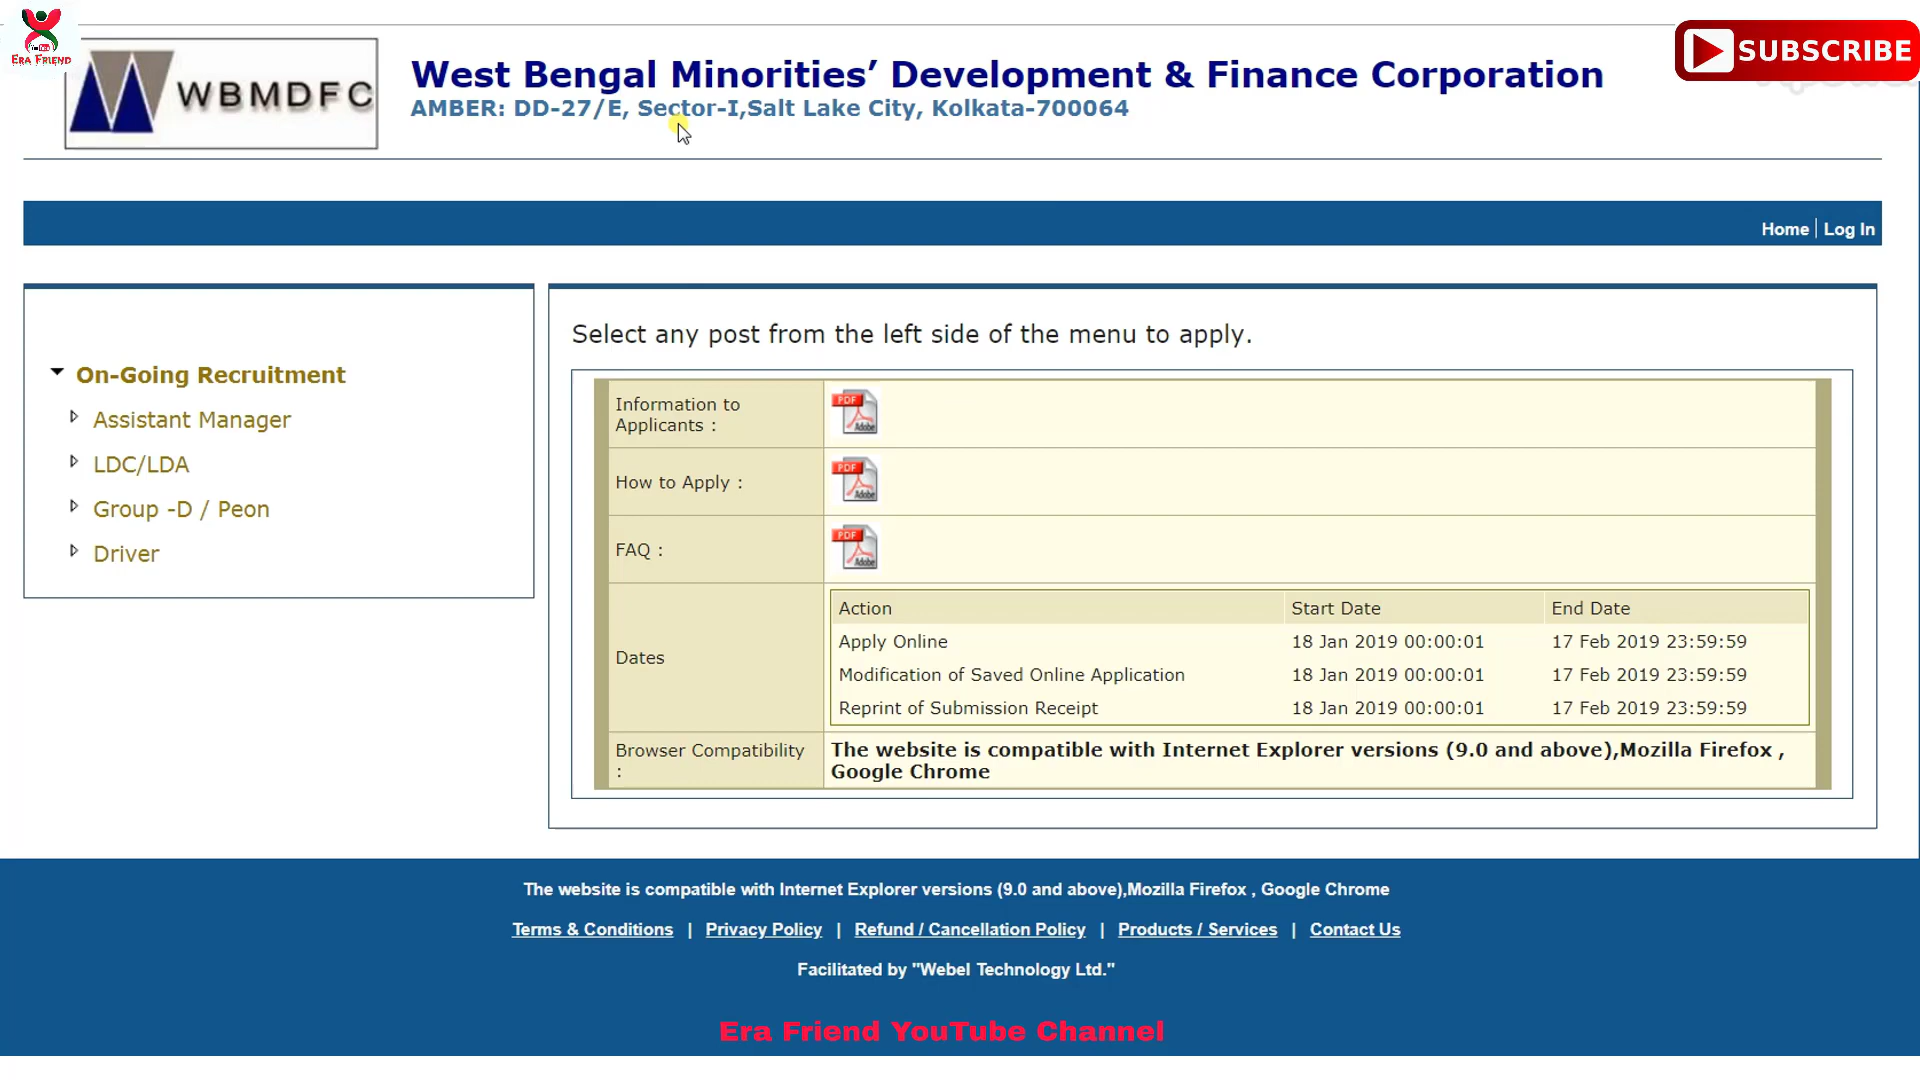 ERA FRIEND
WBMDFC
West Bengal Minorities’ Development & Finance Corporation
AMBER: DD-27/E, Sector-I,Salt Lake City, Kolkata-700064
SUBSCRIBE
Home | Log In
On-Going Recruitment
Assistant Manager
LDC/LDA
Group -D / Peon
Driver
Select any post from the left side of the menu to apply.
Information to
Applicants :
PDF
Adobe
How to Apply :
PDF
Adobe
FAQ :
PDF
Adobe
Dates
Action Start Date End Date
Apply Online 18 Jan 2019 00:00:01 17 Feb 2019 23:59:59
Modification of Saved Online Application 18 Jan 2019 00:00:01 17 Feb 2019 23:59:59
Reprint of Submission Receipt 18 Jan 2019 00:00:01 17 Feb 2019 23:59:59
Browser Compatibility
:
The website is compatible with Internet Explorer versions (9.0 and above),Mozilla Firefox ,
Google Chrome
The website is compatible with Internet Explorer versions (9.0 and above),Mozilla Firefox , Google Chrome
Terms & Conditions | Privacy Policy | Refund / Cancellation Policy | Products / Services | Contact Us
Facilitated by "Webel Technology Ltd."
Era Friend YouTube Channel